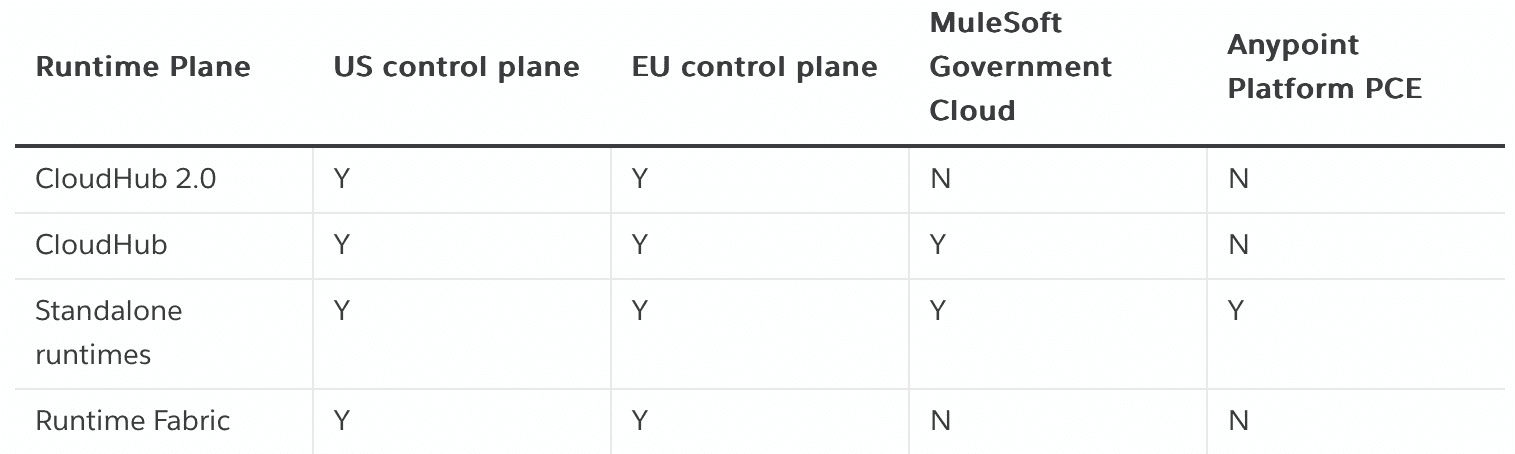 Runtime Plane US control plane EU control plane MuleSoft Government Cloud Anypoint Platform PCE
CloudHub 2.0 Y Y N N
CloudHub Y Y Y N
Standalone runtimes Y Y Y Y
Runtime Fabric Y Y N N